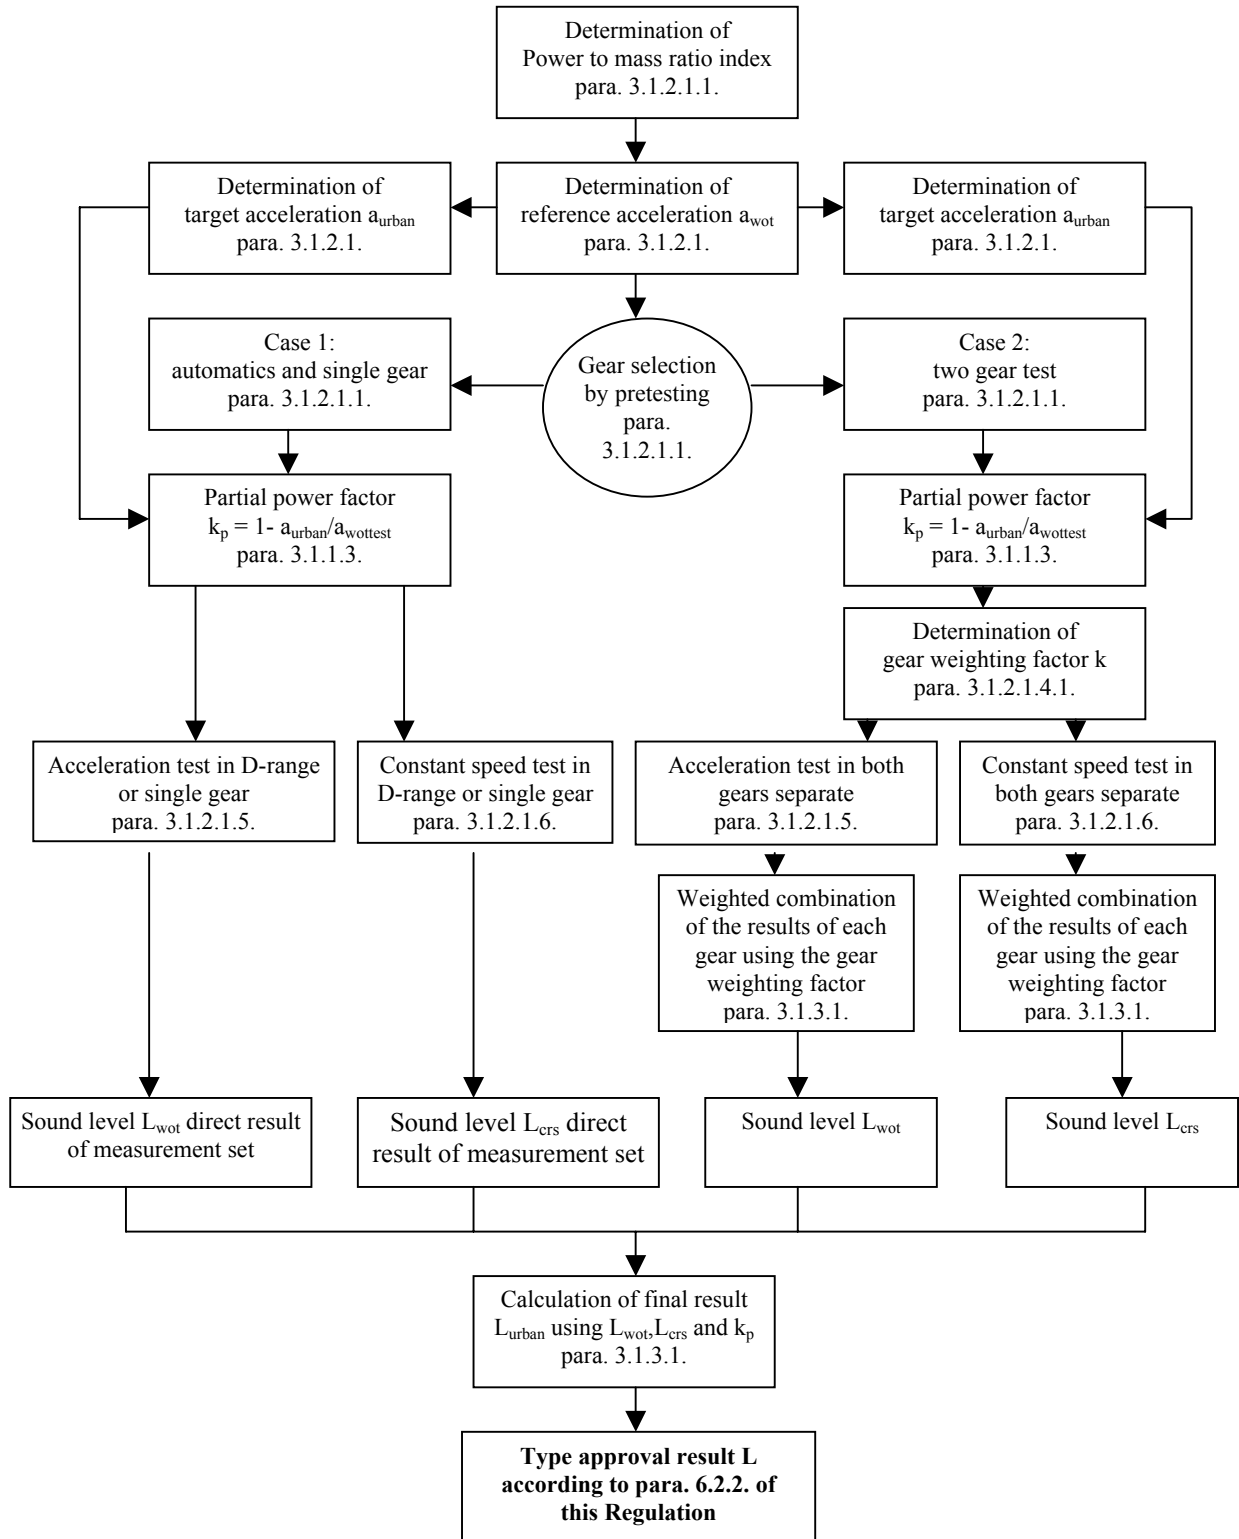 Determination of
Power to mass ratio index
para. 3.1.2.1.1.
Determination of
target acceleration a_urban
para. 3.1.2.1.
Determination of
reference acceleration a_wot
para. 3.1.2.1.
Determination of
target acceleration a_urban
para. 3.1.2.1.
Case 1:
automatics and single gear
para. 3.1.2.1.1.
Gear selection
by pretesting
para.
3.1.2.1.1.
Case 2:
two gear test
para. 3.1.2.1.1.
Partial power factor
k_p = 1- a_urban/a_wottest
para. 3.1.1.3.
Partial power factor
k_p = 1- a_urban/a_wottest
para. 3.1.1.3.
Determination of
gear weighting factor k
para. 3.1.2.1.4.1.
Acceleration test in D-range
or single gear
para. 3.1.2.1.5.
Constant speed test in
D-range or single gear
para. 3.1.2.1.6.
Acceleration test in both
gears separate
para. 3.1.2.1.5.
Constant speed test in
both gears separate
para. 3.1.2.1.6.
Weighted combination
of the results of each
gear using the gear
weighting factor
para. 3.1.3.1.
Weighted combination
of the results of each
gear using the gear
weighting factor
para. 3.1.3.1.
Sound level L_wot direct result
of measurement set
Sound level L_crs direct
result of measurement set
Sound level L_wot
Sound level L_crs
Calculation of final result
L_urban using L_wot,L_crs and k_p
para. 3.1.3.1.
Type approval result L
according to para. 6.2.2. of
this Regulation